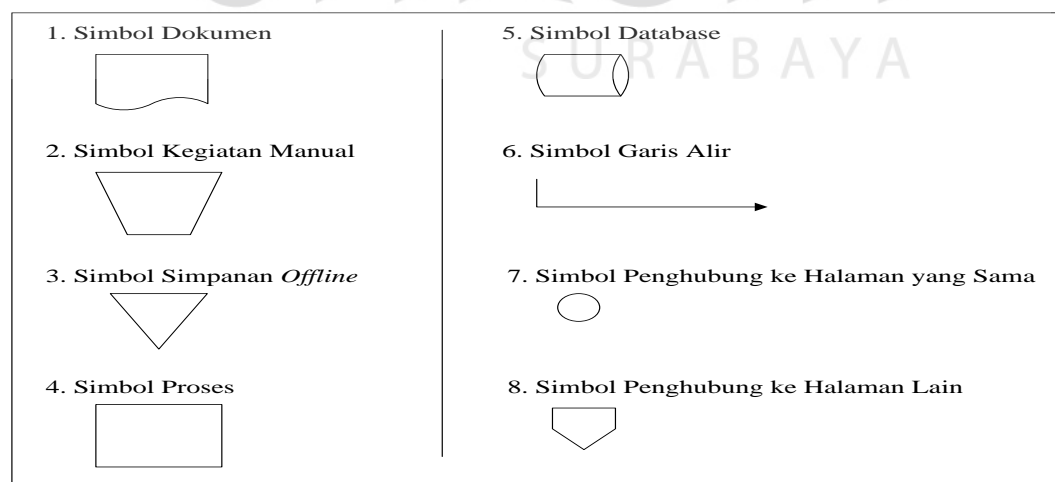 1. Simbol Dokumen
2. Simbol Kegiatan Manual
3. Simbol Simpanan Offline
4. Simbol Proses
5. Simbol Database
SURABAYA
6. Simbol Garis Alir
7. Simbol Penghubung ke Halaman yang Sama
8. Simbol Penghubung ke Halaman Lain